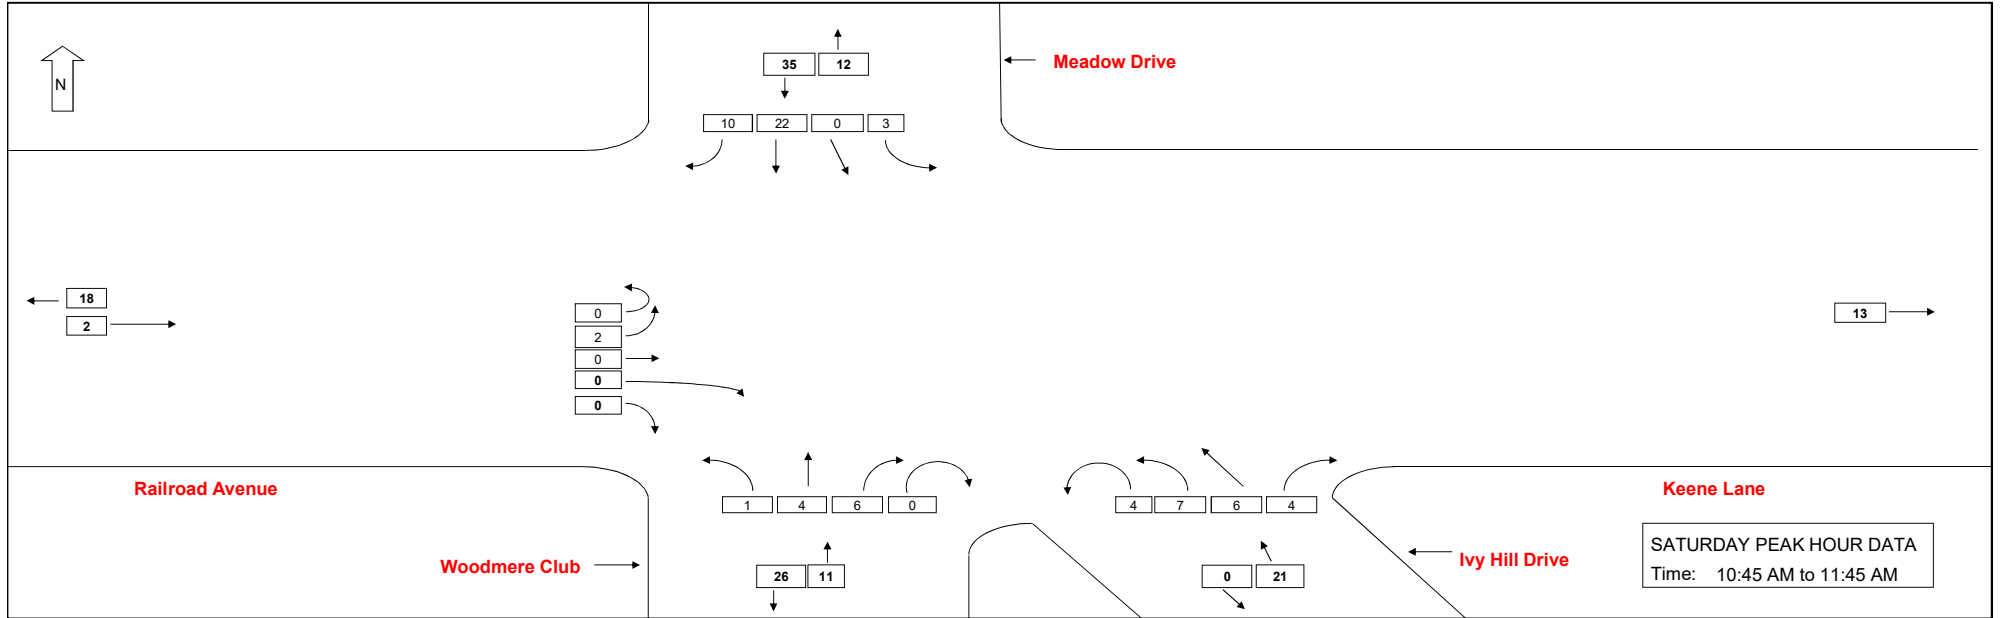 35 12
Meadow Drive
N
10 22 0 3
18
2
0
2
0
0
0
13
Railroad Avenue
Keene Lane
1 4 6 0
4 7 6 4
Woodmere Club
26 11
0 21
Ivy Hill Drive
SATURDAY PEAK HOUR DATA
Time: 10:45 AM to 11:45 AM